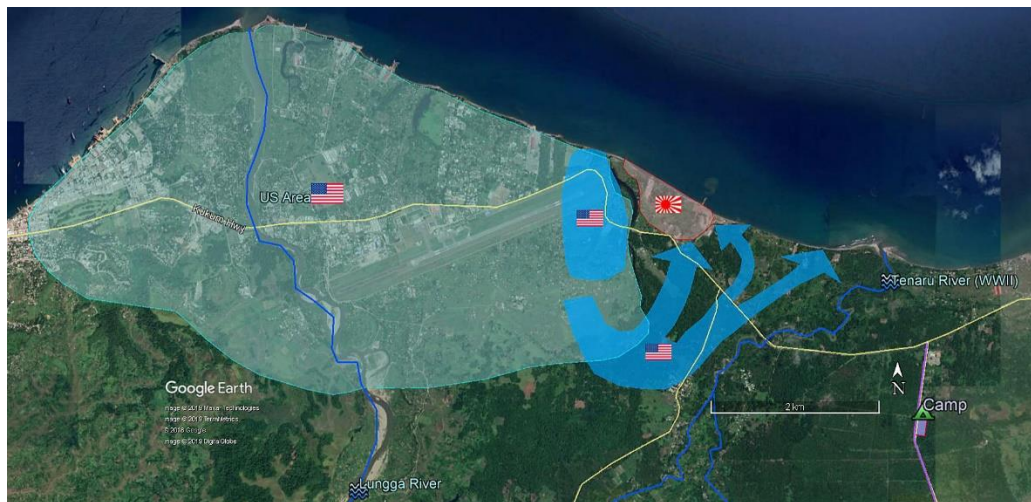 US Area
Kukum Hwy
Tenaru River (WWII)
Google Earth
N
2 km
Camp
Lungga River